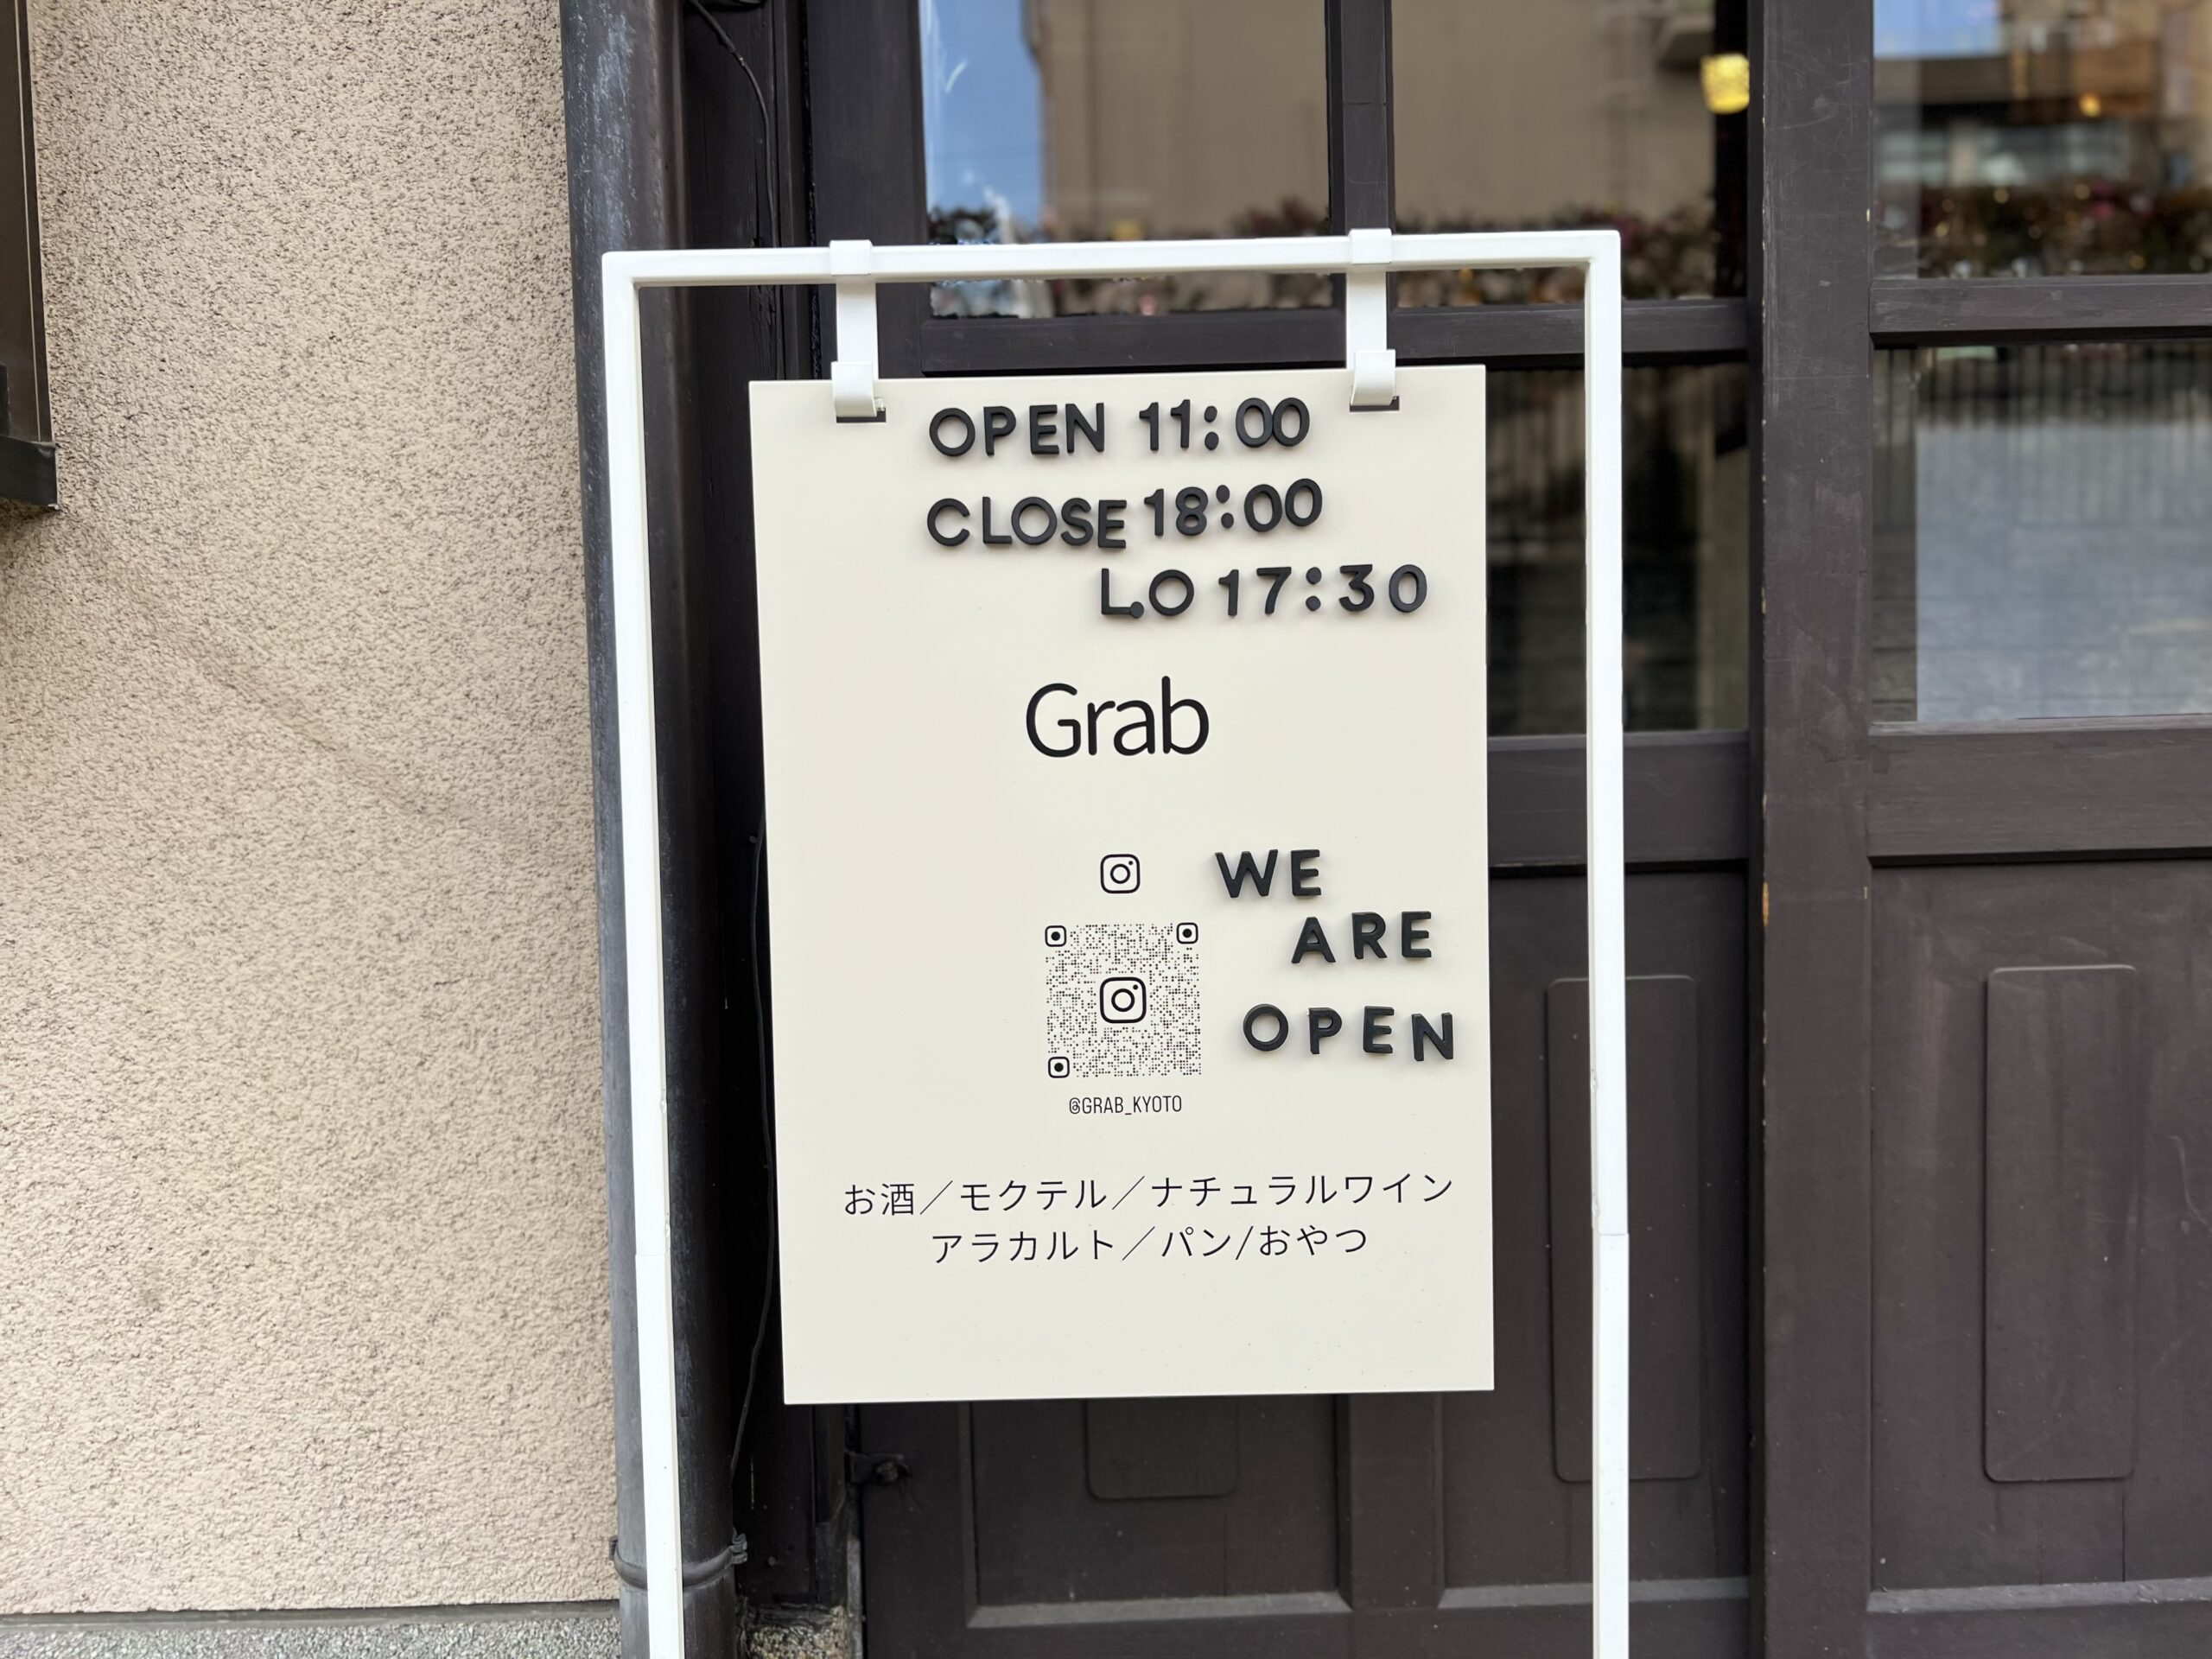 OPEN 11:00
CLOSE 18:00
L.O 17:30
Grab
WE
ARE
OPEN
@GRAB_KYOTO
お酒／モクテル／ナチュラルワイン
アラカルト／パン/おやつ